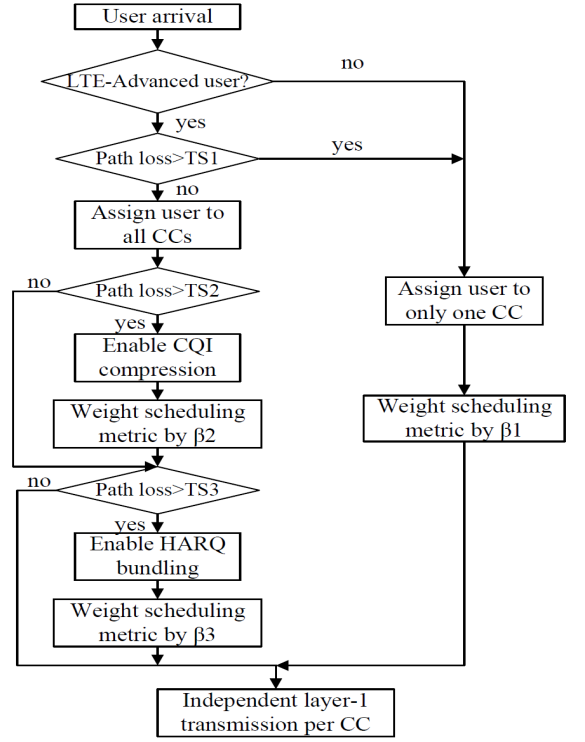 User arrival
LTE-Advanced user?
no
yes
Path loss>TS1
yes
no
Assign user to
all CCs
no
Path loss>TS2
yes
Enable CQI
compression
Weight scheduling
metric by β2
Assign user to
only one CC
Weight scheduling
metric by β1
no
Path loss>TS3
yes
Enable HARQ
bundling
Weight scheduling
metric by β3
Independent layer-1
transmission per CC